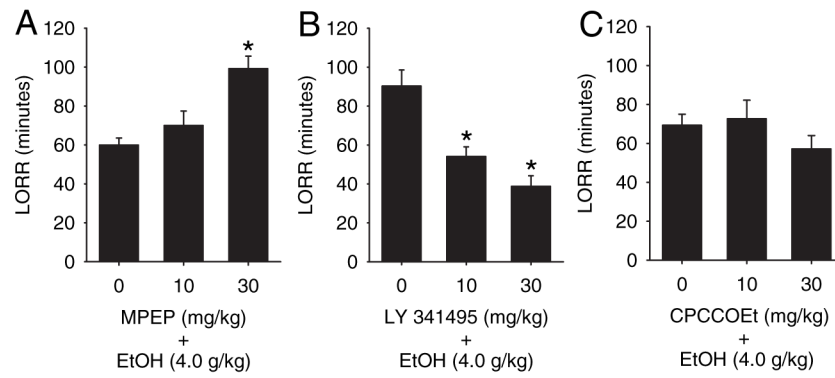 A
LORR (minutes)
120
100
80
60
40
20
0
*
0 10 30
MPEP (mg/kg)
+
EtOH (4.0 g/kg)
B
LORR (minutes)
120
100
80
60
40
20
0
*
*
0 10 30
LY 341495 (mg/kg)
+
EtOH (4.0 g/kg)
C
LORR (minutes)
120
100
80
60
40
20
0
0 10 30
CPCCOEt (mg/kg)
+
EtOH (4.0 g/kg)